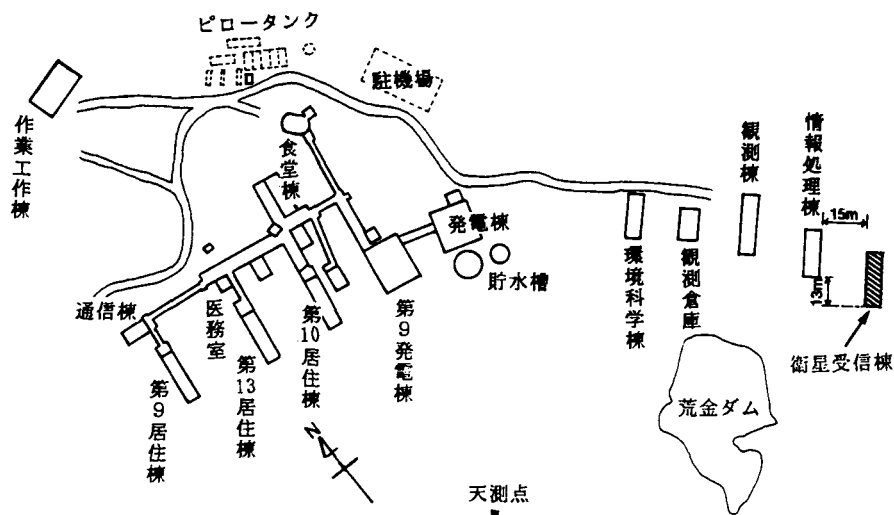 ピロータンク
駐機場
作業工作棟
食堂棟
観測棟
情報処理棟
15m
発電棟
貯水槽
環境科学棟
観測倉庫
13m
通信棟
医務室
第10居住棟
第9発電棟
衛星受信棟
第13居住棟
第9居住棟
荒金ダム
N
天測点